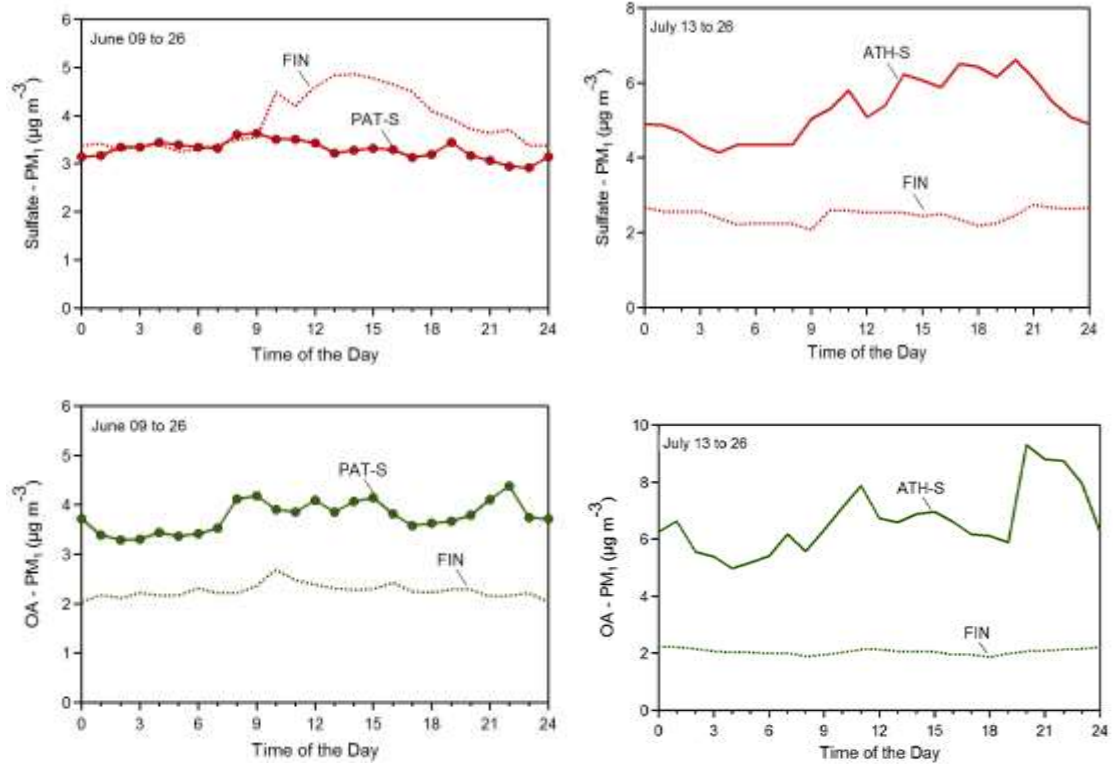 June 09 to 26
FIN
PAT-S
Sulfate - PM₁ (µg m⁻³)
6
5
4
3
2
1
0
0 3 6 9 12 15 18 21 24
Time of the Day
July 13 to 26
ATH-S
FIN
Sulfate - PM₁ (µg m⁻³)
8
6
4
2
0
0 3 6 9 12 15 18 21 24
Time of the Day
June 09 to 26
PAT-S
FIN
OA - PM₁ (µg m⁻³)
6
5
4
3
2
1
0
0 3 6 9 12 15 18 21 24
Time of the Day
July 13 to 26
ATH-S
FIN
OA - PM₁ (µg m⁻³)
10
8
6
4
2
0
0 3 6 9 12 15 18 21 24
Time of the Day